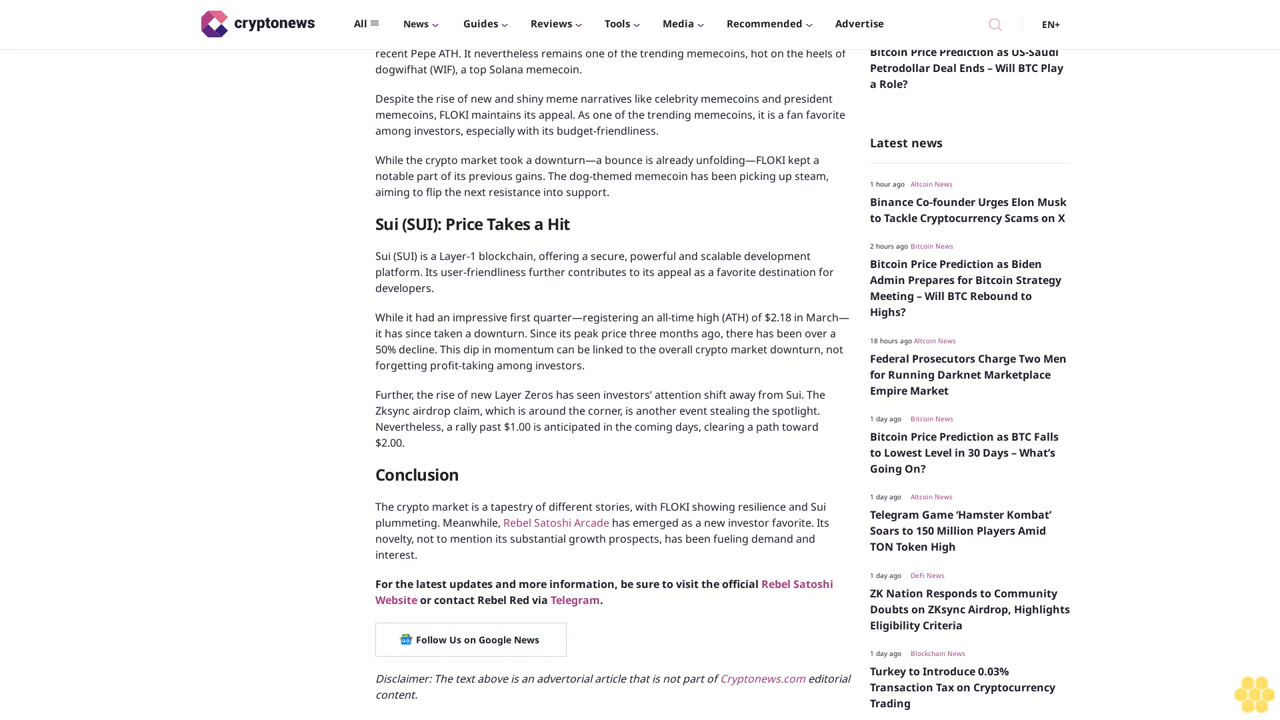 cryptonews
All
News
Guides
Reviews
Tools
Media
Recommended
Advertise
EN+
recent Pepe ATH. It nevertheless remains one of the trending memecoins, hot on the heels of
dogwifhat (WIF), a top Solana memecoin.
Despite the rise of new and shiny meme narratives like celebrity memecoins and president
memecoins, FLOKI maintains its appeal. As one of the trending memecoins, it is a fan favorite
among investors, especially with its budget-friendliness.
While the crypto market took a downturn—a bounce is already unfolding—FLOKI kept a
notable part of its previous gains. The dog-themed memecoin has been picking up steam,
aiming to flip the next resistance into support.
Sui (SUI): Price Takes a Hit
Sui (SUI) is a Layer-1 blockchain, offering a secure, powerful and scalable development
platform. Its user-friendliness further contributes to its appeal as a favorite destination for
developers.
While it had an impressive first quarter—registering an all-time high (ATH) of $2.18 in March—
it has since taken a downturn. Since its peak price three months ago, there has been over a
50% decline. This dip in momentum can be linked to the overall crypto market downturn, not
forgetting profit-taking among investors.
Further, the rise of new Layer Zeros has seen investors’ attention shift away from Sui. The
Zksync airdrop claim, which is around the corner, is another event stealing the spotlight.
Nevertheless, a rally past $1.00 is anticipated in the coming days, clearing a path toward
$2.00.
Conclusion
The crypto market is a tapestry of different stories, with FLOKI showing resilience and Sui
plummeting. Meanwhile, Rebel Satoshi Arcade has emerged as a new investor favorite. Its
novelty, not to mention its substantial growth prospects, has been fueling demand and
interest.
For the latest updates and more information, be sure to visit the official Rebel Satoshi
Website or contact Rebel Red via Telegram.
Follow Us on Google News
Disclaimer: The text above is an advertorial article that is not part of Cryptonews.com editorial
content.
Bitcoin Price Prediction as US-Saudi
Petrodollar Deal Ends – Will BTC Play
a Role?
Latest news
1 hour ago Altcoin News
Binance Co-founder Urges Elon Musk
to Tackle Cryptocurrency Scams on X
2 hours ago Bitcoin News
Bitcoin Price Prediction as Biden
Admin Prepares for Bitcoin Strategy
Meeting – Will BTC Rebound to
Highs?
18 hours ago Altcoin News
Federal Prosecutors Charge Two Men
for Running Darknet Marketplace
Empire Market
1 day ago Bitcoin News
Bitcoin Price Prediction as BTC Falls
to Lowest Level in 30 Days – What’s
Going On?
1 day ago Altcoin News
Telegram Game ‘Hamster Kombat’
Soars to 150 Million Players Amid
TON Token High
1 day ago DeFi News
ZK Nation Responds to Community
Doubts on ZKsync Airdrop, Highlights
Eligibility Criteria
1 day ago Blockchain News
Turkey to Introduce 0.03%
Transaction Tax on Cryptocurrency
Trading